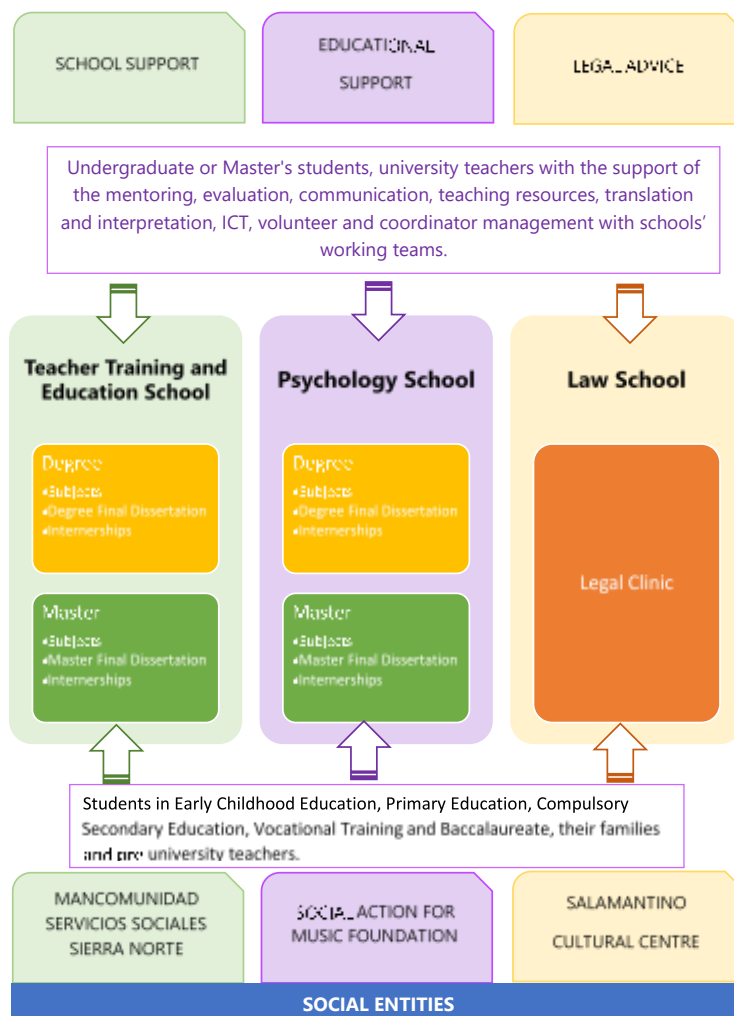 SCHOOL SUPPORT
EDUCATIONAL
SUPPORT
LEGAL ADVICE
Undergraduate or Master's students, university teachers with the support of
the mentoring, evaluation, communication, teaching resources, translation
and interpretation, ICT, volunteer and coordinator management with schools’
working teams.
Teacher Training and
Education School
Degree
•Subjects
•Degree Final Dissertation
•Internerships
Master
•Subjects
•Master Final Dissertation
•Internerships
Psychology School
Degree
•Subjects
•Degree Final Dissertation
•Internerships
Master
•Subjects
•Master Final Dissertation
•Internerships
Law School
Legal Clinic
Students in Early Childhood Education, Primary Education, Compulsory
Secondary Education, Vocational Training and Baccalaureate, their families
and pre university teachers.
MANCOMUNIDAD
SERVICIOS SOCIALES
SIERRA NORTE
SOCIAL ACTION FOR
MUSIC FOUNDATION
SALAMANTINO
CULTURAL CENTRE
SOCIAL ENTITIES